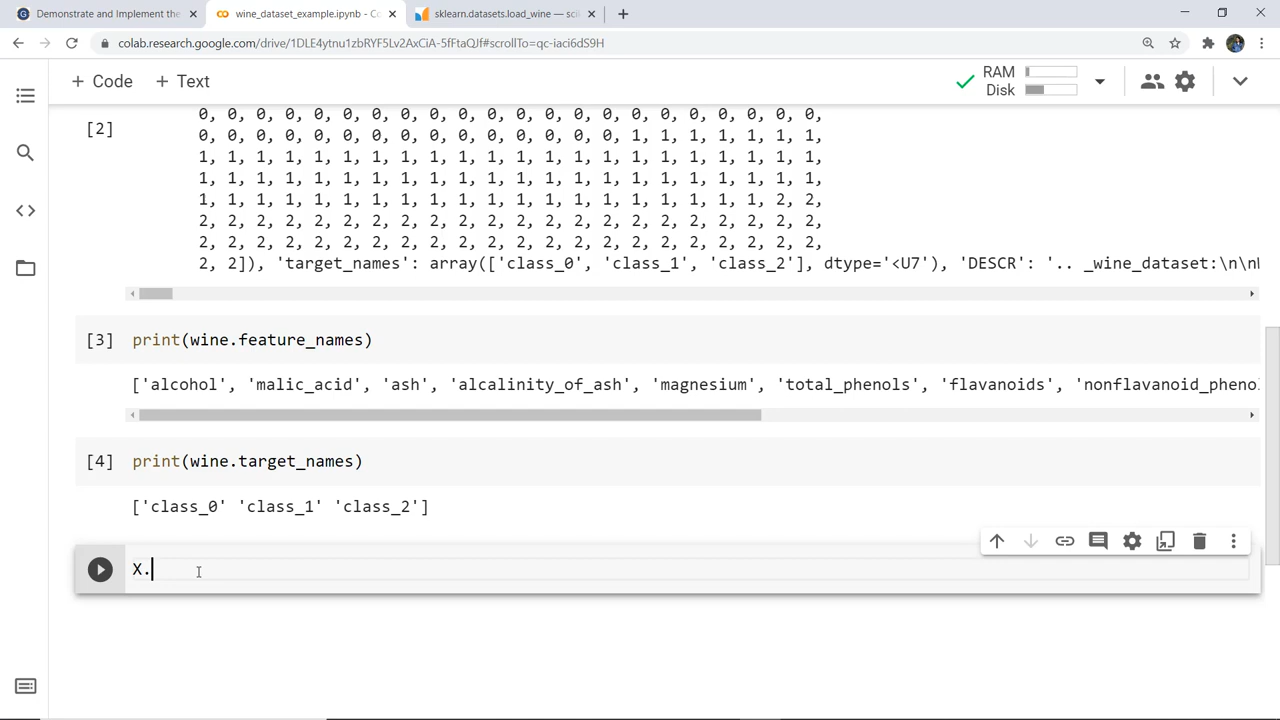 Demonstrate and Implement the
wine_dataset_example.ipynb - Co
sklearn.datasets.load_wine — sci
colab.research.google.com/drive/1DLE4ytnu1zbRYF5Lv2AxCiA-5fFtaQJf#scrollTo=qc-iaci6dS9H
+ Code + Text
RAM
Disk
0, 0, 0, 0, 0, 0, 0, 0, 0, 0, 0, 0, 0, 0, 0, 0, 0, 0, 0, 0, 0, 0,
[2]
0, 0, 0, 0, 0, 0, 0, 0, 0, 0, 0, 0, 0, 0, 0, 1, 1, 1, 1, 1, 1, 1,
1, 1, 1, 1, 1, 1, 1, 1, 1, 1, 1, 1, 1, 1, 1, 1, 1, 1, 1, 1, 1, 1,
1, 1, 1, 1, 1, 1, 1, 1, 1, 1, 1, 1, 1, 1, 1, 1, 1, 1, 1, 1, 1, 1,
1, 1, 1, 1, 1, 1, 1, 1, 1, 1, 1, 1, 1, 1, 1, 1, 1, 1, 1, 1, 2, 2,
2, 2, 2, 2, 2, 2, 2, 2, 2, 2, 2, 2, 2, 2, 2, 2, 2, 2, 2, 2, 2, 2,
2, 2, 2, 2, 2, 2, 2, 2, 2, 2, 2, 2, 2, 2, 2, 2, 2, 2, 2, 2, 2, 2,
2, 2]), 'target_names': array(['class_0', 'class_1', 'class_2'], dtype='<U7'), 'DESCR': '.. _wine_dataset:\n\n
[3] print(wine.feature_names)
['alcohol', 'malic_acid', 'ash', 'alcalinity_of_ash', 'magnesium', 'total_phenols', 'flavanoids', 'nonflavanoid_pheno
[4] print(wine.target_names)
['class_0' 'class_1' 'class_2']
X.